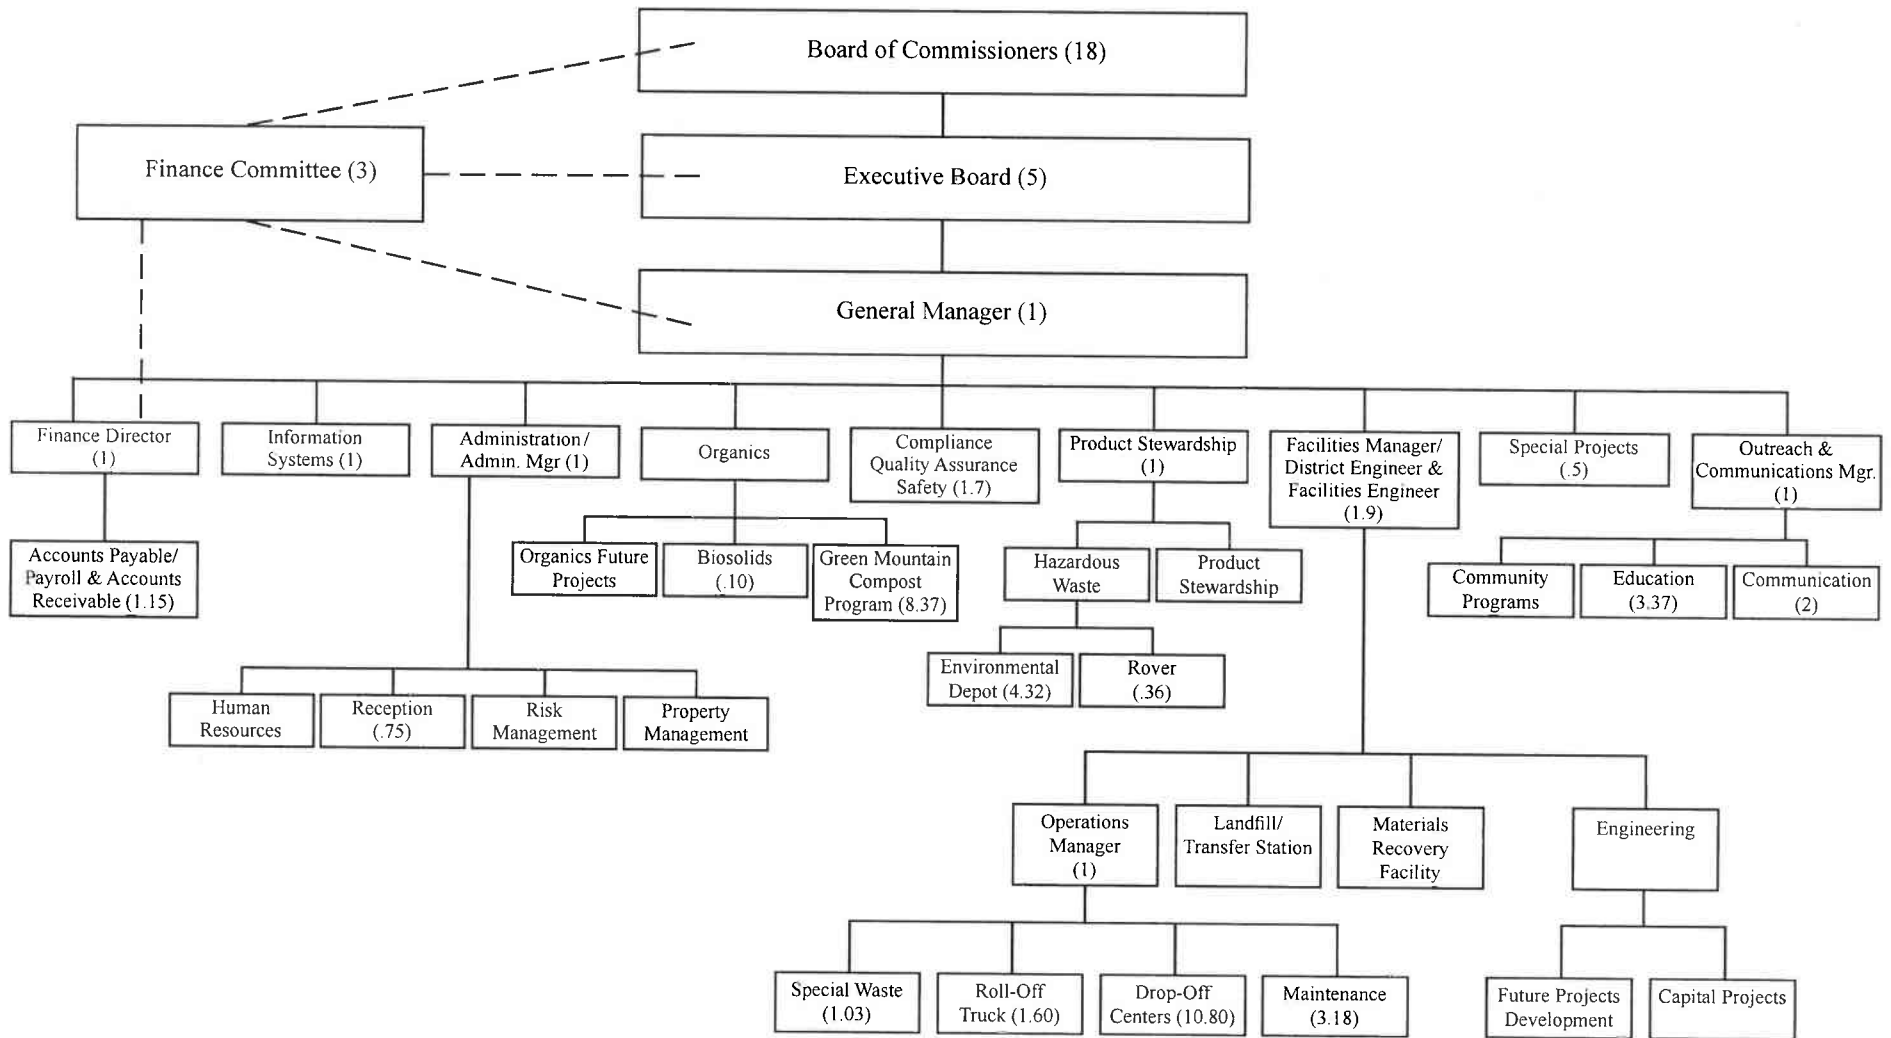 Board of Commissioners (18)
Finance Committee (3)
Executive Board (5)
General Manager (1)
Finance Director
(1)
Information
Systems (1)
Administration/
Admin. Mgr (1)
Organics
Compliance
Quality Assurance
Safety (1.7)
Product Stewardship
(1)
Facilities Manager/
District Engineer &
Facilities Engineer
(1.9)
Special Projects
(.5)
Outreach &
Communications Mgr.
(1)
Accounts Payable/
Payroll & Accounts
Receivable (1.15)
Organics Future
Projects
Biosolids
(.10)
Green Mountain
Compost
Program (8.37)
Hazardous
Waste
Product
Stewardship
Community
Programs
Education
(3.37)
Communication
(2)
Environmental
Depot (4.32)
Rover
(.36)
Human
Resources
Reception
(.75)
Risk
Management
Property
Management
Operations
Manager
(1)
Landfill/
Transfer Station
Materials
Recovery
Facility
Engineering
Special Waste
(1.03)
Roll-Off
Truck (1.60)
Drop-Off
Centers (10.80)
Maintenance
(3.18)
Future Projects
Development
Capital Projects